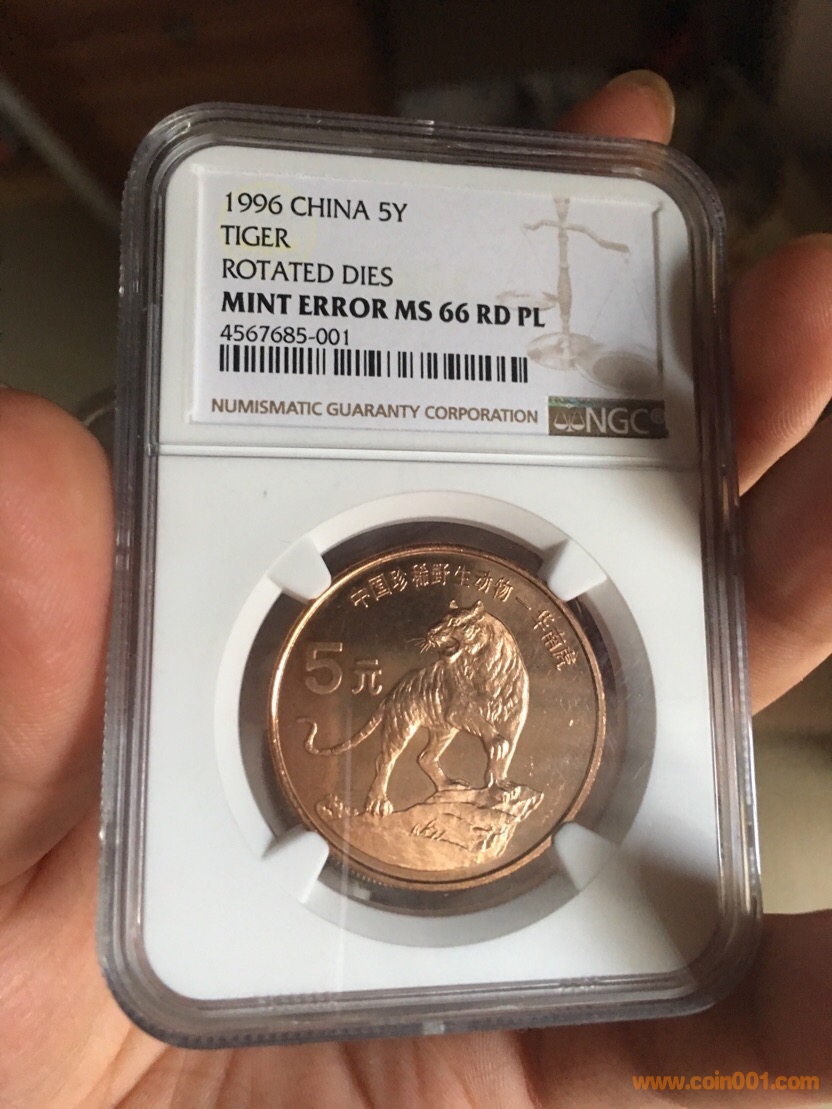 1996 CHINA 5Y
TIGER
ROTATED DIES
MINT ERROR MS 66 RD PL
4567685-001
NUMISMATIC GUARANTY CORPORATION
NGC®
中国珍稀野生动物—华南虎
5元
www.coin001.com